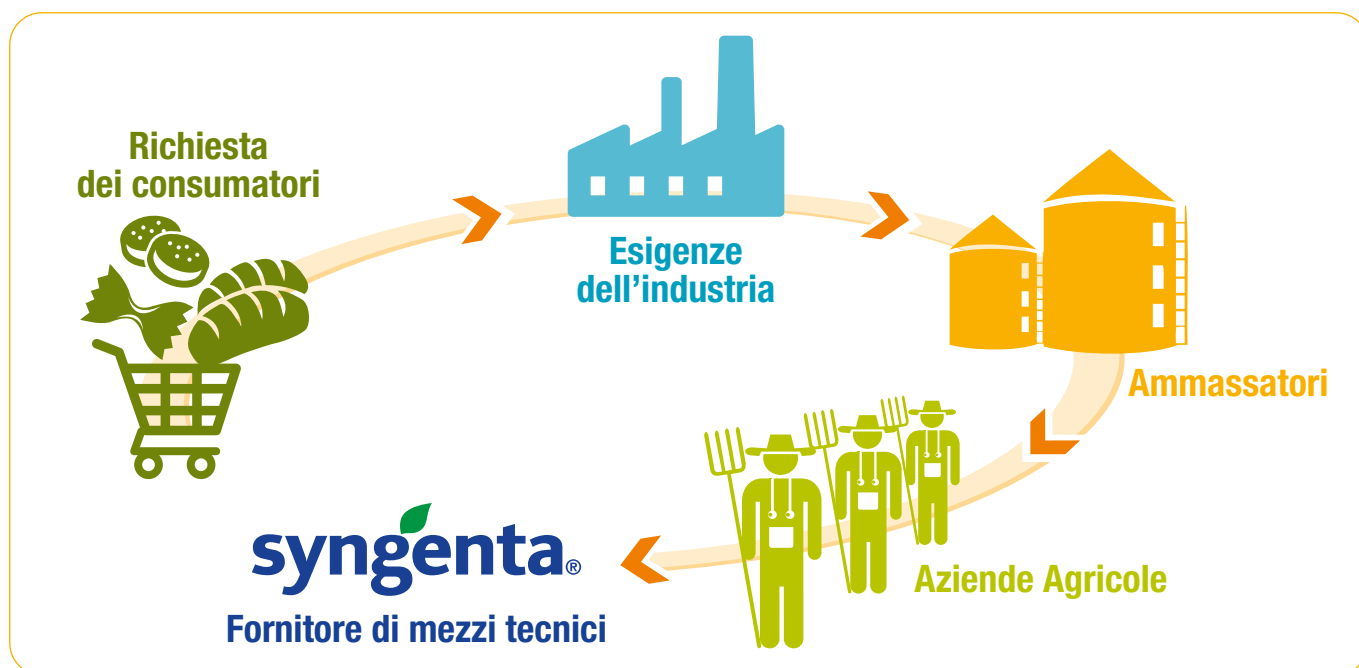 Richiesta
dei consumatori
Esigenze
dell’industria
Ammassatori
Aziende Agricole
syngenta®
Fornitore di mezzi tecnici